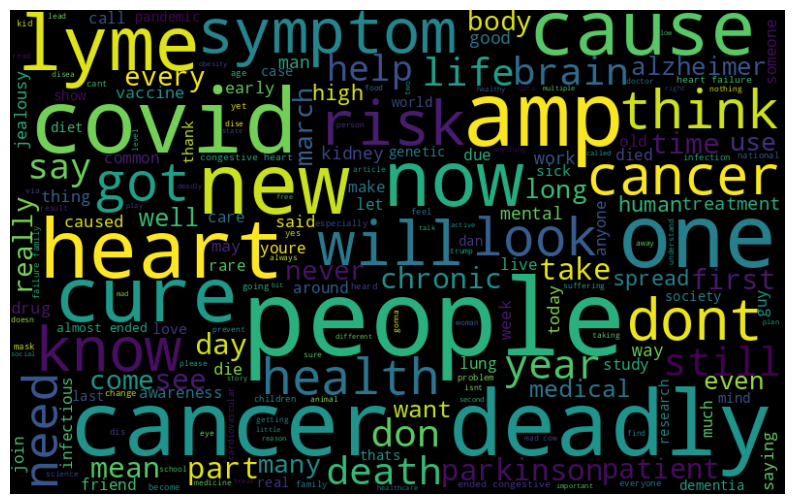 kid
lead
call
pandemic
lyme
symptom
body
good
cause
someone
disea
obesity
cant
age
case
man
help
life
brain
alzheimer
every
vaccine
early
show
yet
dise
state
high
march
world
food
doctor
right
nothing
heart failure
jealousy
covid
risk
amp
think
diet
level
thank
person
healthy
multiple
common
kidney
genetic
due
called
infection
national
old
time
use
say
got
new
now
long
work
died
sick
cancer
thing
via
article
make
let
human
treatment
really
caused
well
care
free
said
especially
feel
mental
anyone
result
play
yes
talk
active
congestive heart
deadly
heart
will
look
one
may
youre
always
trump
dan
away
understand
failure family
rare
never
chronic
live
take
spread
first
drug
mad
going
bit
around
heard
suffering
society
guy
cure
people
dont
almost ended
love
prevent
woman
week
today
taking
plan
doesn
mask
social
please
know
day
different
gonna
sure
isnt
year
way
still
come
see
die
health
lung
study
problem
need
infectious
last
change
awareness
story
children
animal
second
medical
even
mind
want
research
much
cancer
deadly
getting
little
don
find
mad com
saying
join
dis
eye
reason
cardiovascular
thats
mean
part
many
death
parkinson
patient
friend
real
science
become
school
medicine
family
healthcare
ended congestive
important
everyone
dementia